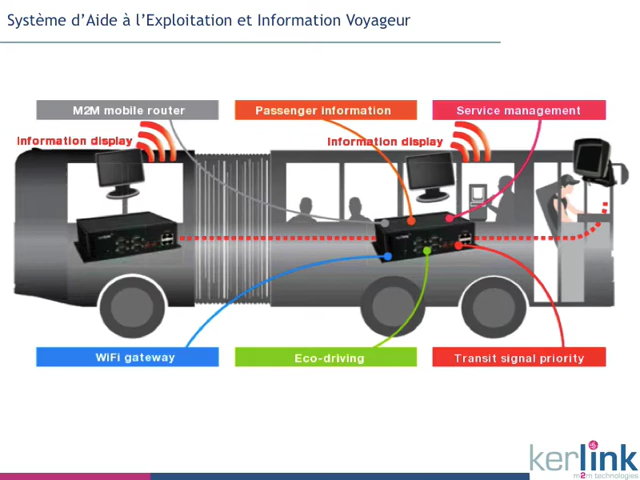 Système d’Aide à l’Exploitation et Information Voyageur
M2M mobile router
Passenger information
Service management
Information display
Information display
WiFi gateway
Eco-driving
Transit signal priority
kerlink
m2m technologies